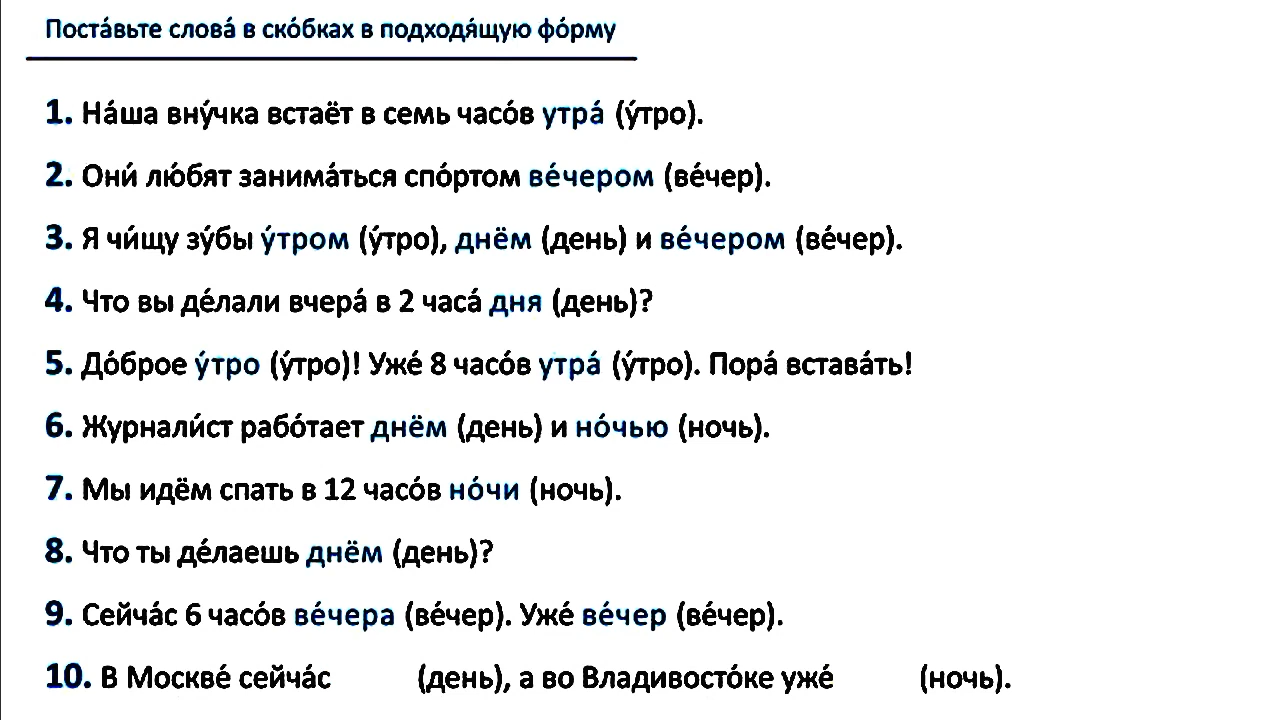 Поста́вьте слова́ в ско́бках в подходя́щую фо́рму
1. На́ша вну́чка встаёт в семь часо́в утра́ (у́тро).
2. Они́ лю́бят занима́ться спо́ртом ве́чером (ве́чер).
3. Я чи́щу зу́бы у́тром (у́тро), днём (день) и ве́чером (ве́чер).
4. Что вы де́лали вчера́ в 2 часа́ дня (день)?
5. До́брое у́тро (у́тро)! Уже́ 8 часо́в утра́ (у́тро). Пора́ встава́ть!
6. Журнали́ст рабо́тает днём (день) и но́чью (ночь).
7. Мы идём спать в 12 часо́в но́чи (ночь).
8. Что ты де́лаешь днём (день)?
9. Сейча́с 6 часо́в ве́чера (ве́чер). Уже́ ве́чер (ве́чер).
10. В Москве́ сейча́с (день), а во Владивосто́ке уже́ (ночь).